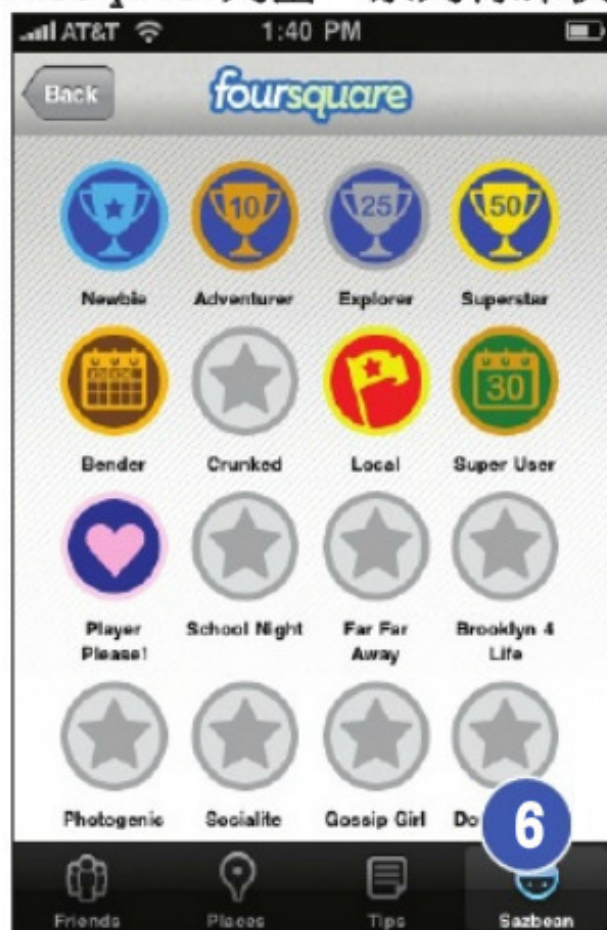 AT&T 1:40 PM
Back foursquare
10 25 50
Newbie Adventurer Explorer Superstar
30
Bender Crunked Local Super User
Player Please! School Night Far Far Away Brooklyn 4 Life
Photogenic Socialite Gossip Girl Do
6
Friends Places Tips Sazbean